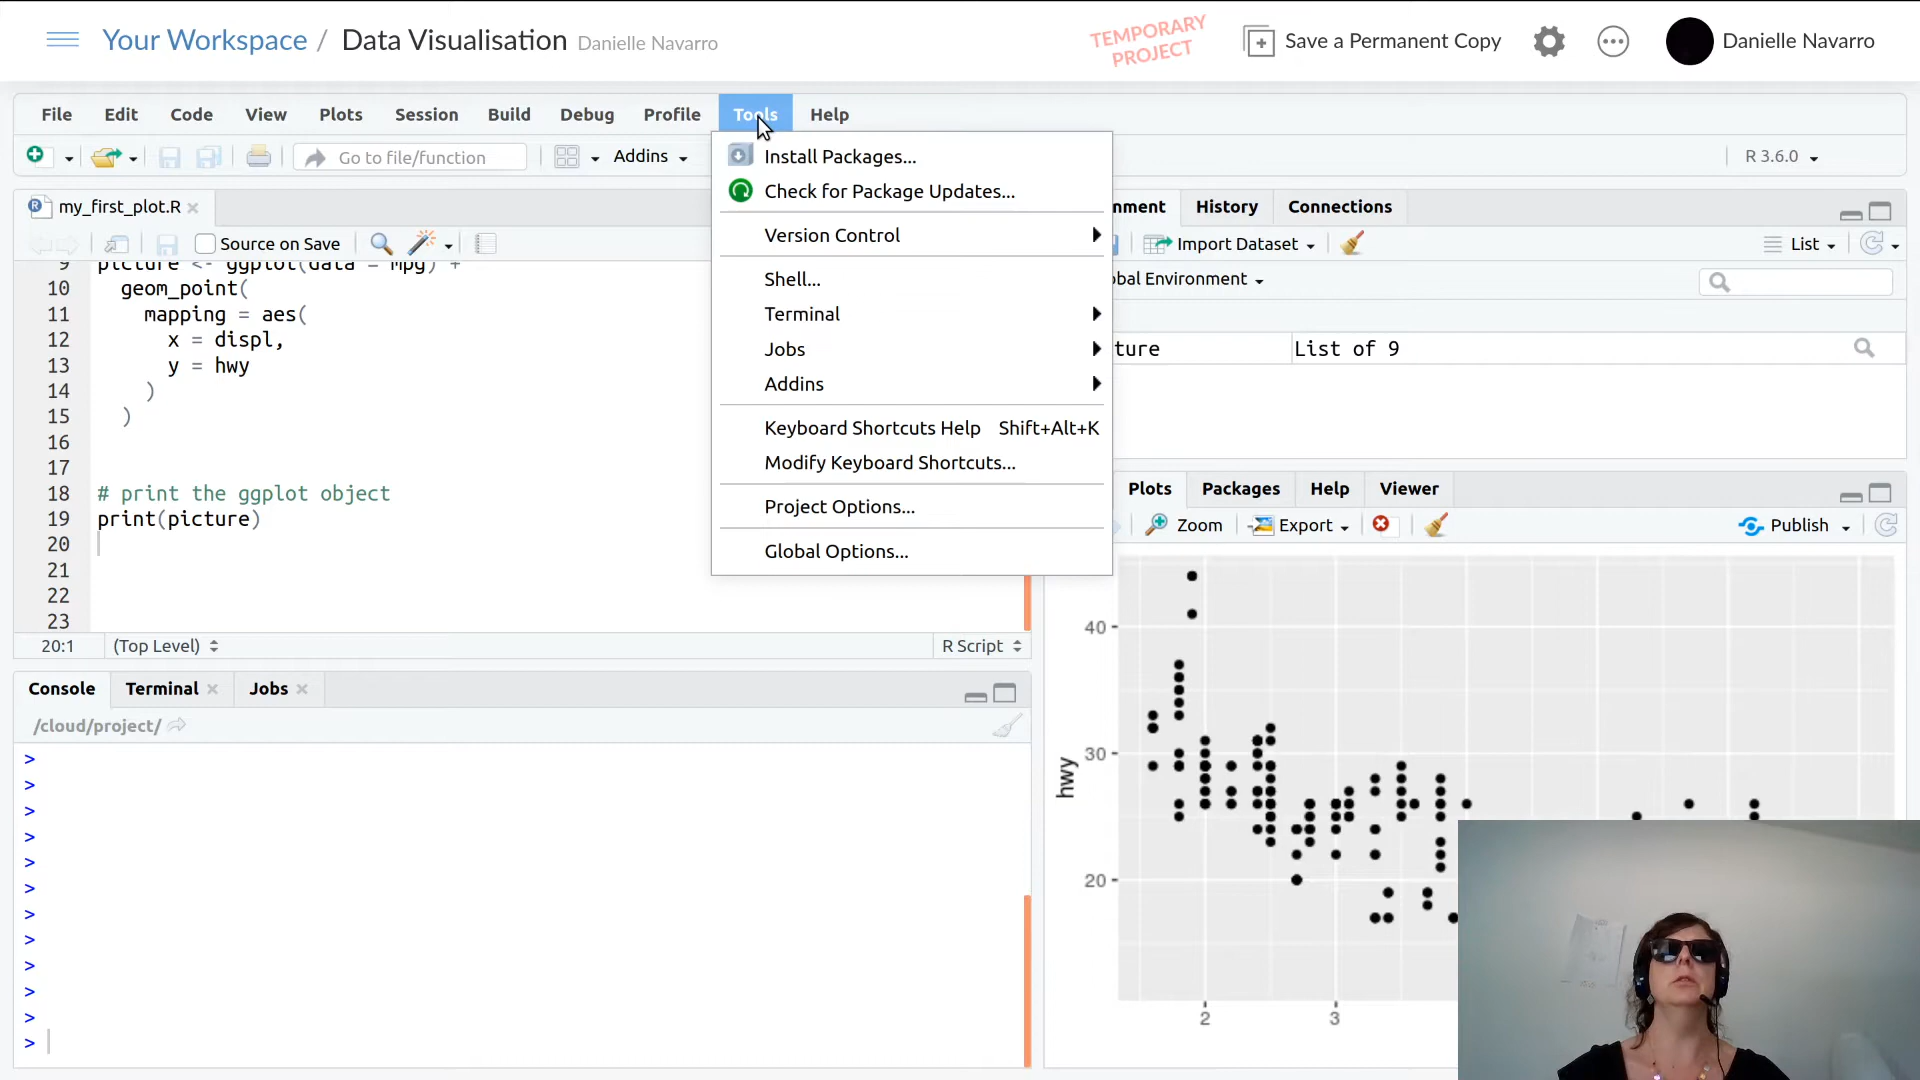 Your Workspace / Data Visualisation Danielle Navarro
TEMPORARY
PROJECT
Save a Permanent Copy
Danielle Navarro
File Edit Code View Plots Session Build Debug Profile Tools Help
Go to file/function
Addins
R 3.6.0
Install Packages...
Check for Package Updates...
Version Control
Shell...
Terminal
Jobs
Addins
Keyboard Shortcuts Help Shift+Alt+K
Modify Keyboard Shortcuts...
Project Options...
Global Options...
my_first_plot.R
Source on Save
9 picture <- ggplot(data = mpg) +
10 geom_point(
11 mapping = aes(
12 x = displ,
13 y = hwy
14 )
15 )
16
17
18 # print the ggplot object
19 print(picture)
20
21
22
23
20:1 (Top Level) R Script
Console Terminal Jobs
/cloud/project/
>
>
>
>
>
>
>
>
>
>
>
>
nment History Connections
Import Dataset
List
bal Environment
ture List of 9
Plots Packages Help Viewer
Zoom Export Publish
40
30
20
hwy
2 3